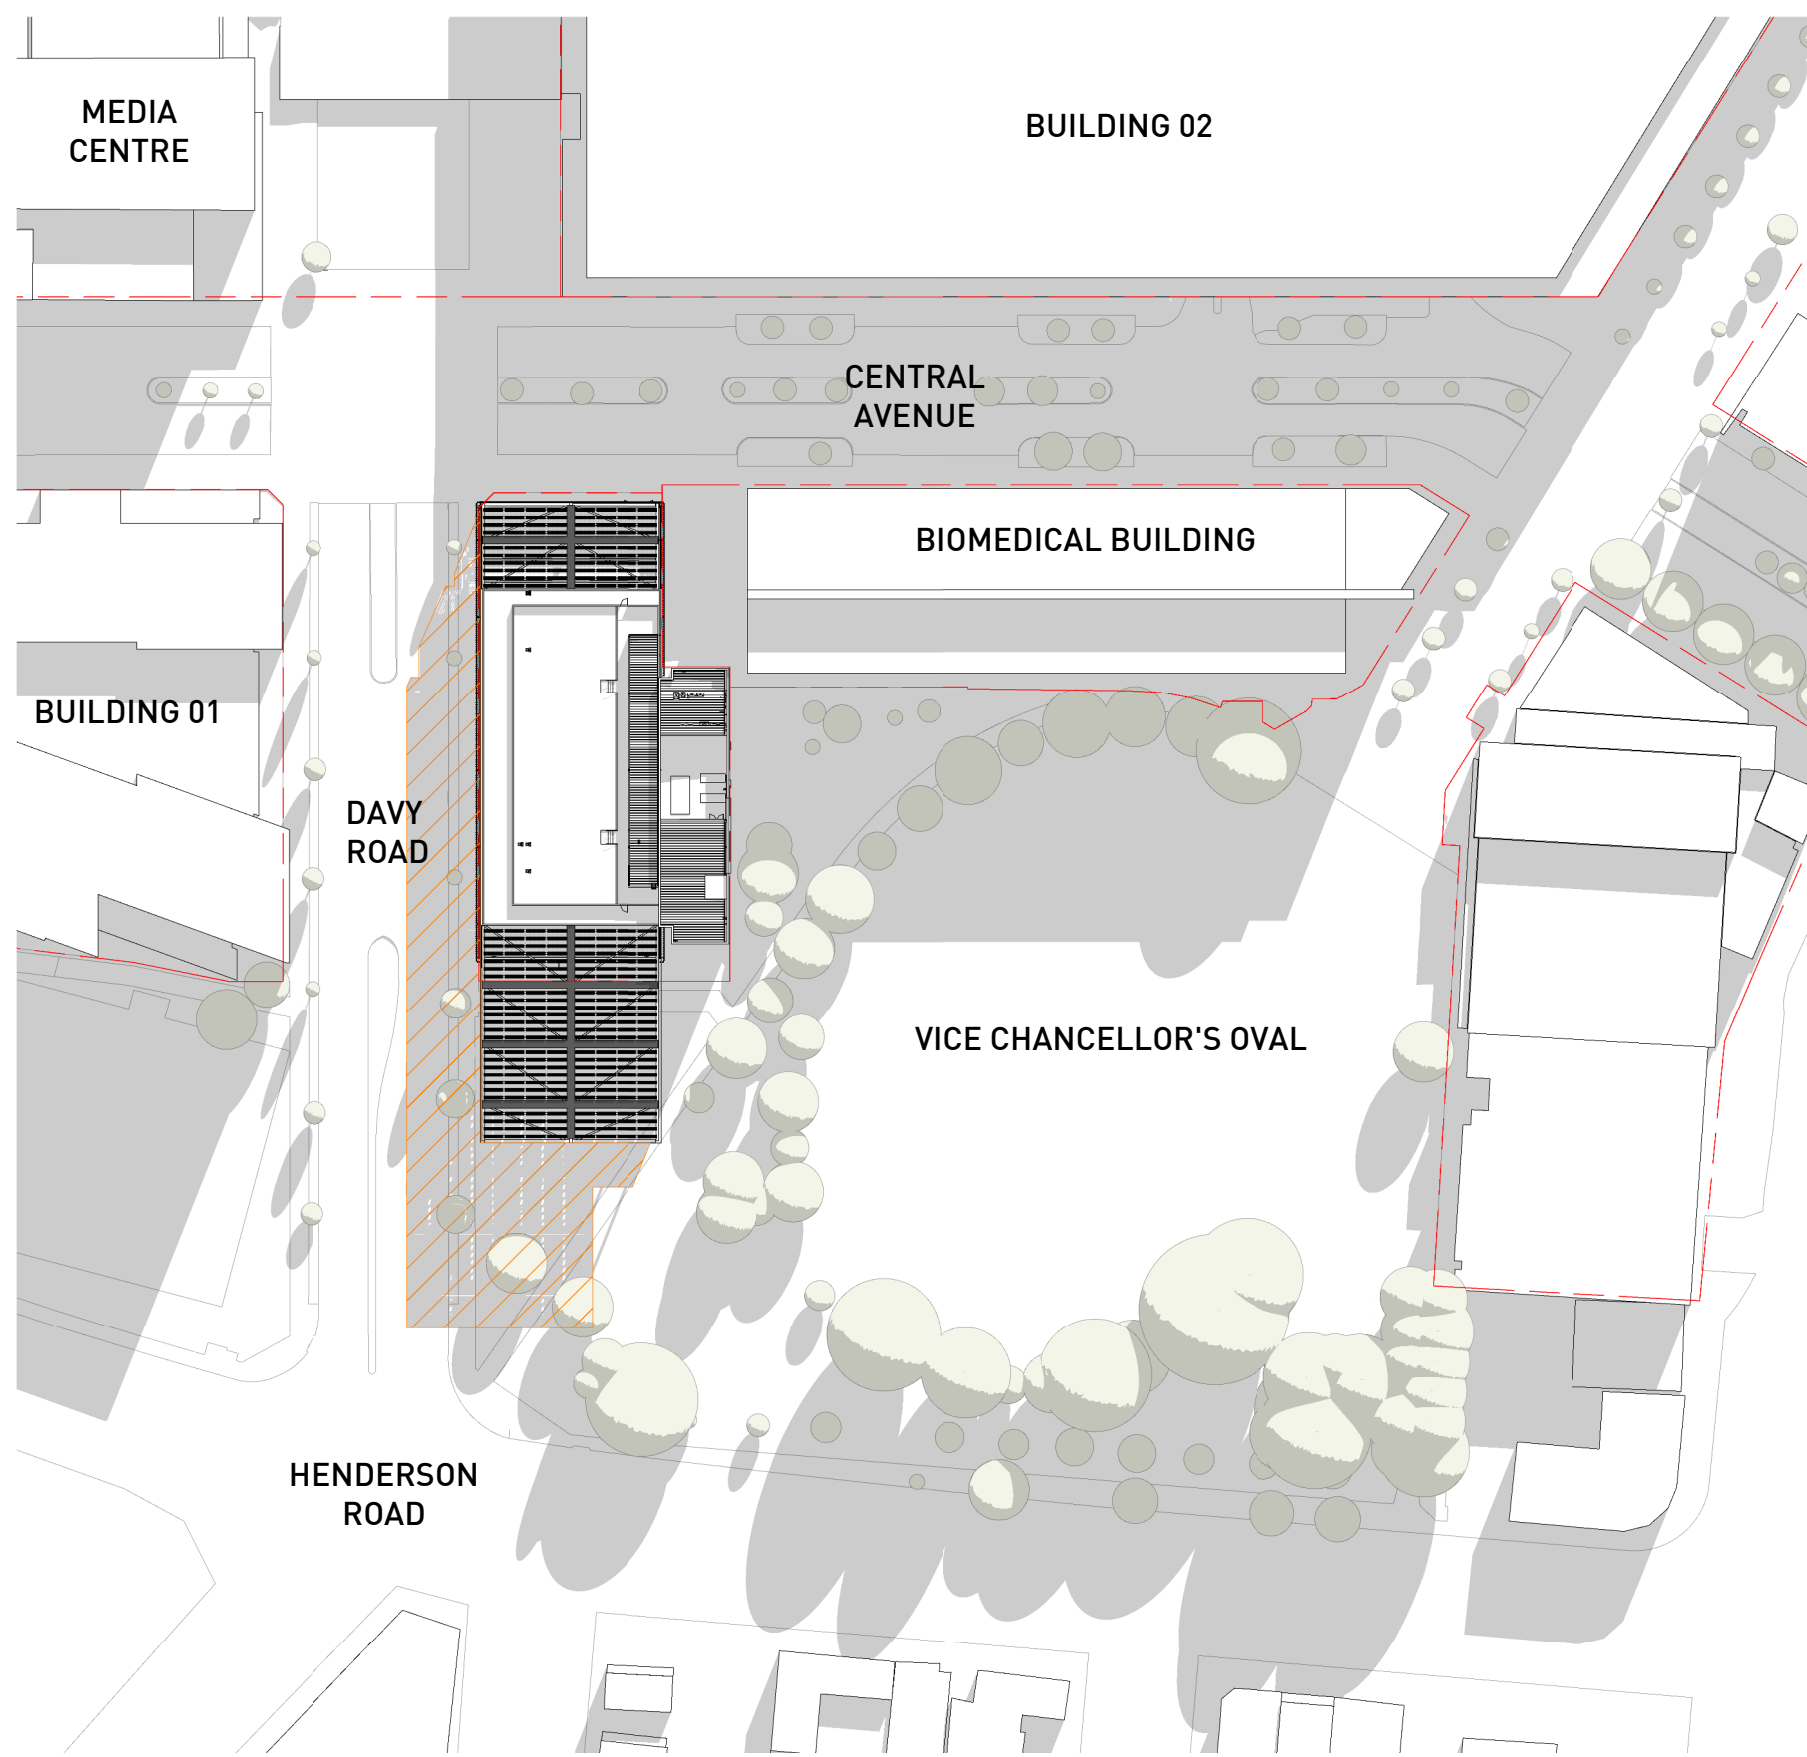 MEDIA
CENTRE
BUILDING 02
CENTRAL
AVENUE
BIOMEDICAL BUILDING
BUILDING 01
DAVY
ROAD
VICE CHANCELLOR'S OVAL
HENDERSON
ROAD